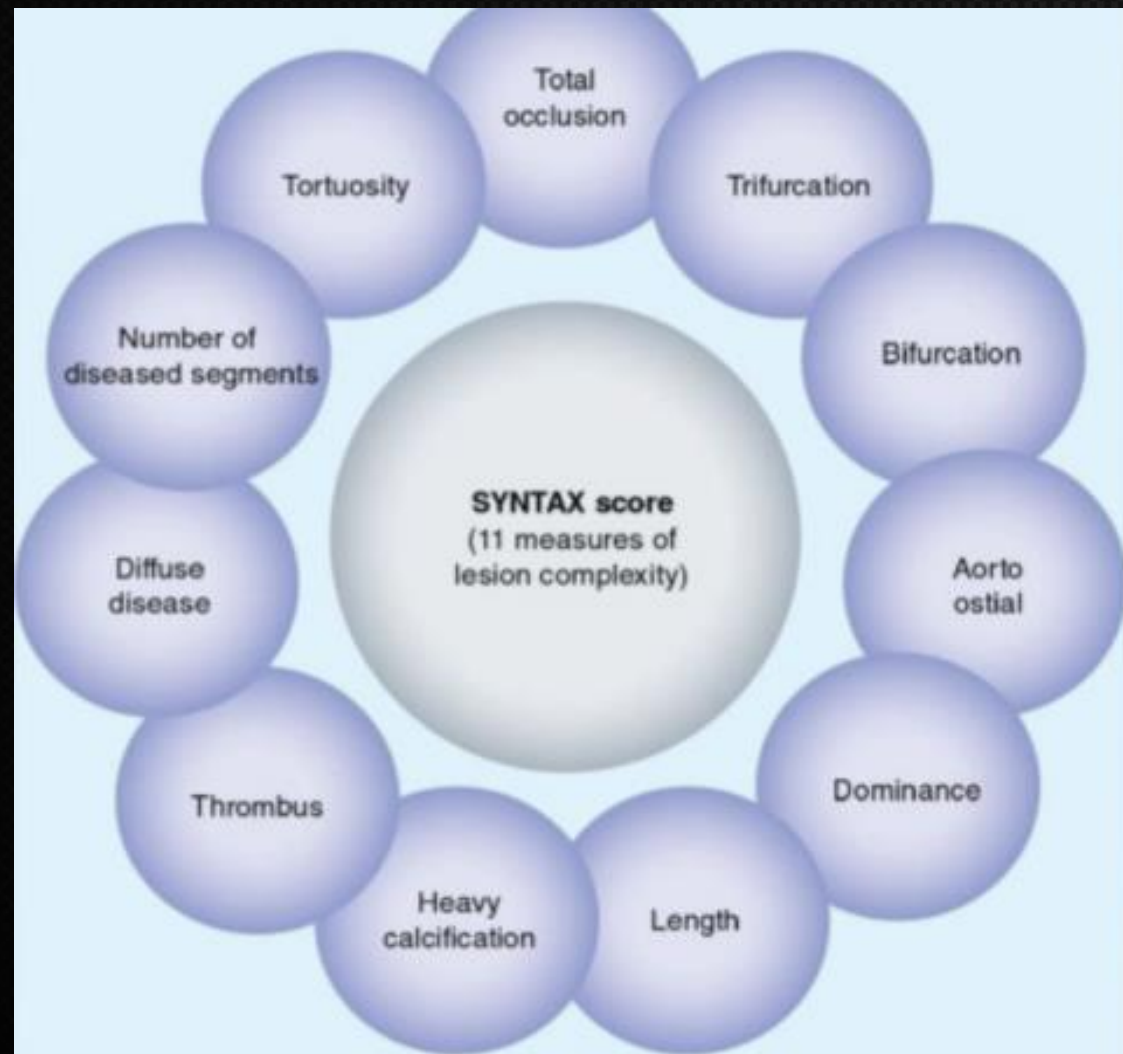 Total
occlusion
Trifurcation
Bifurcation
Aorto
ostial
Dominance
Length
Heavy
calcification
Thrombus
Diffuse
disease
Number of
diseased segments
Tortuosity
SYNTAX score
(11 measures of
lesion complexity)